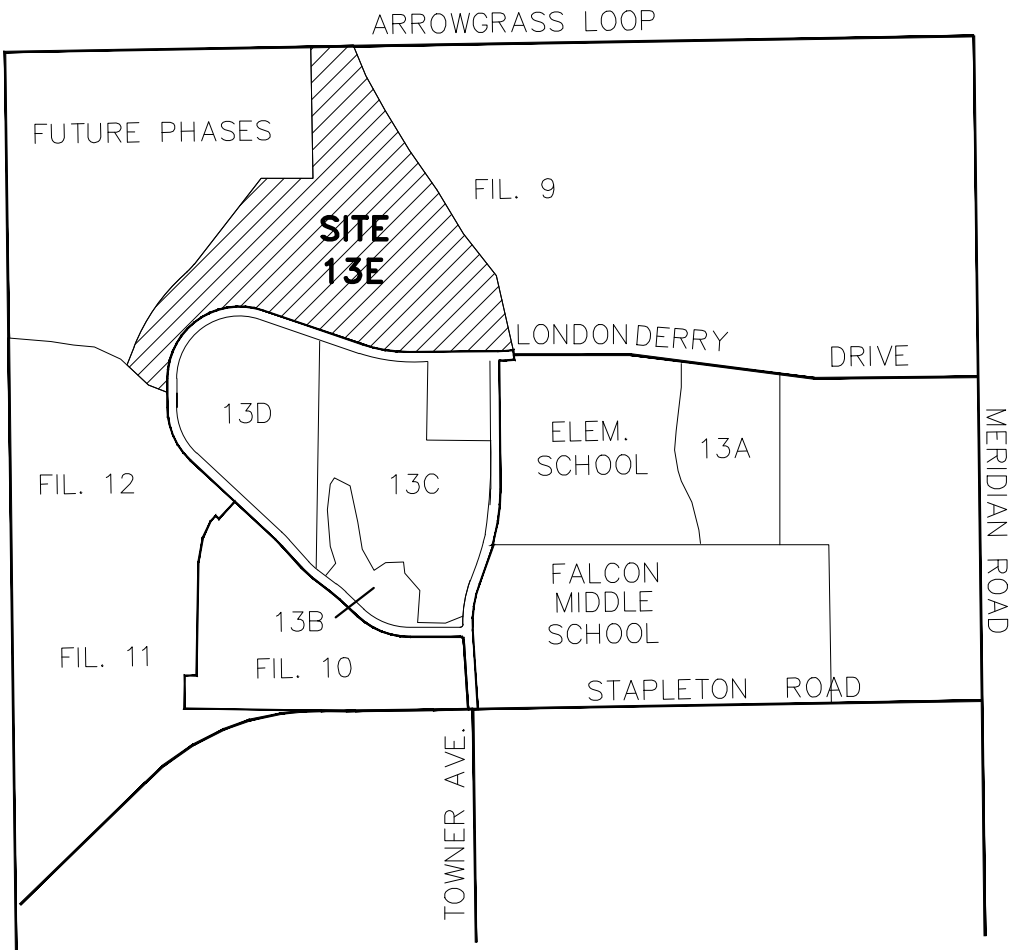 ARROWGRASS LOOP
FUTURE PHASES
FIL. 9
SITE
13E
LONDONDERRY DRIVE
13D
ELEM.
SCHOOL
13A
FIL. 12
13C
MERIDIAN ROAD
FALCON
MIDDLE
SCHOOL
13B
FIL. 11
FIL. 10
STAPLETON ROAD
TOWNER AVE.